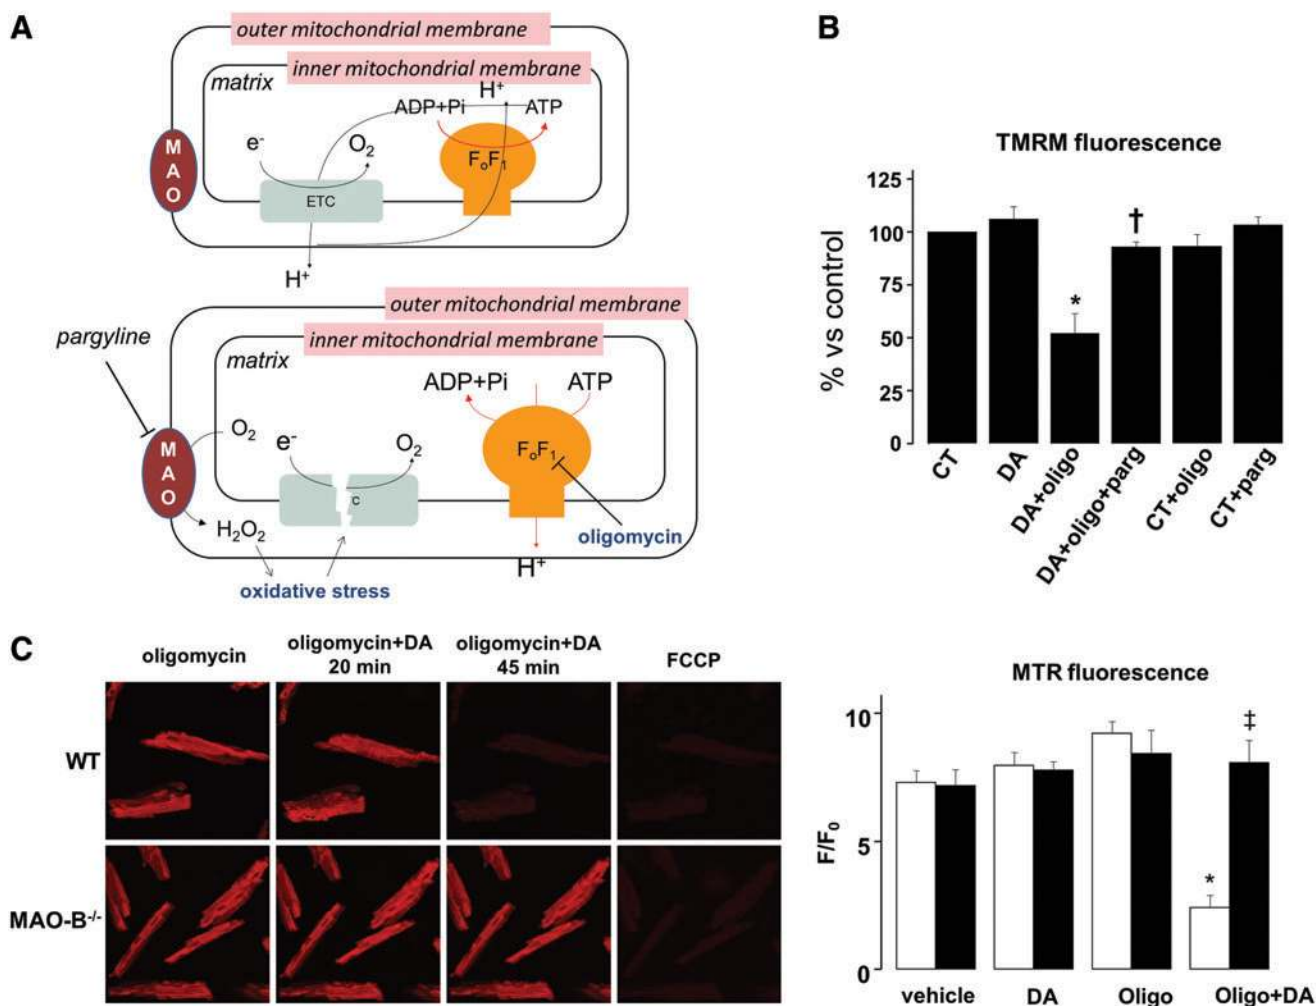 A
outer mitochondrial membrane
inner mitochondrial membrane
matrix
H⁺
ADP+Pi
ATP
MAO
e⁻
O₂
FₒF₁
ETC
H⁺
outer mitochondrial membrane
pargyline
inner mitochondrial membrane
matrix
ADP+Pi
ATP
O₂
MAO
e⁻
O₂
FₒF₁
c
H₂O₂
oligomycin
H⁺
oxidative stress
B
TMRM fluorescence
% vs control
125
100
75
50
25
0
†
*
CT
DA
DA+oligo
DA+oligo+parg
CT+oligo
CT+parg
C
oligomycin
oligomycin+DA
20 min
oligomycin+DA
45 min
FCCP
WT
MAO-B⁻/⁻
MTR fluorescence
F/F₀
10
5
0
‡
*
vehicle
DA
Oligo
Oligo+DA